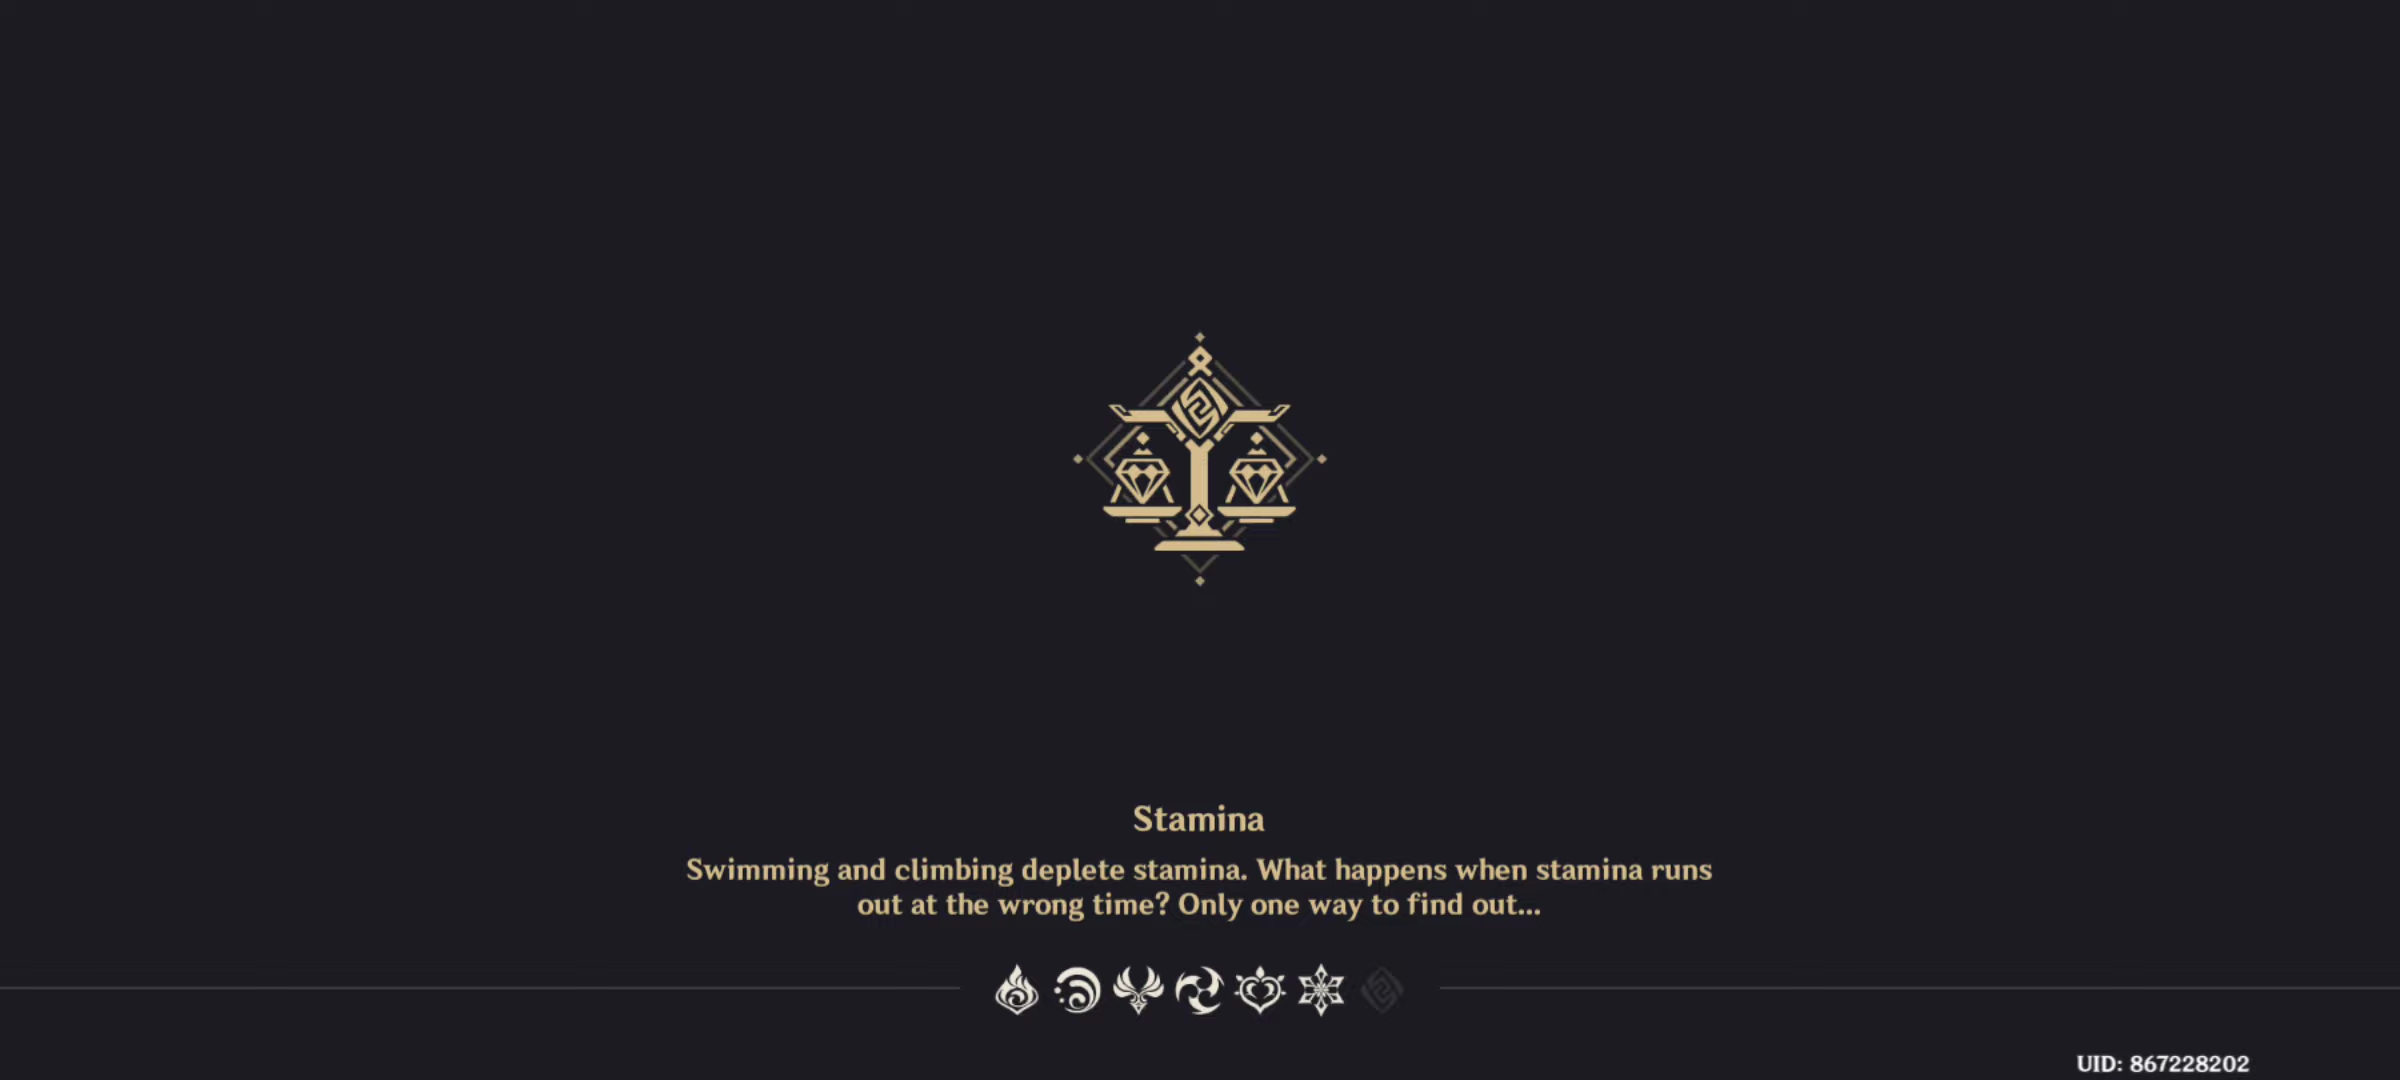 Stamina
Swimming and climbing deplete stamina. What happens when stamina runs
out at the wrong time? Only one way to find out...
UID: 867228202